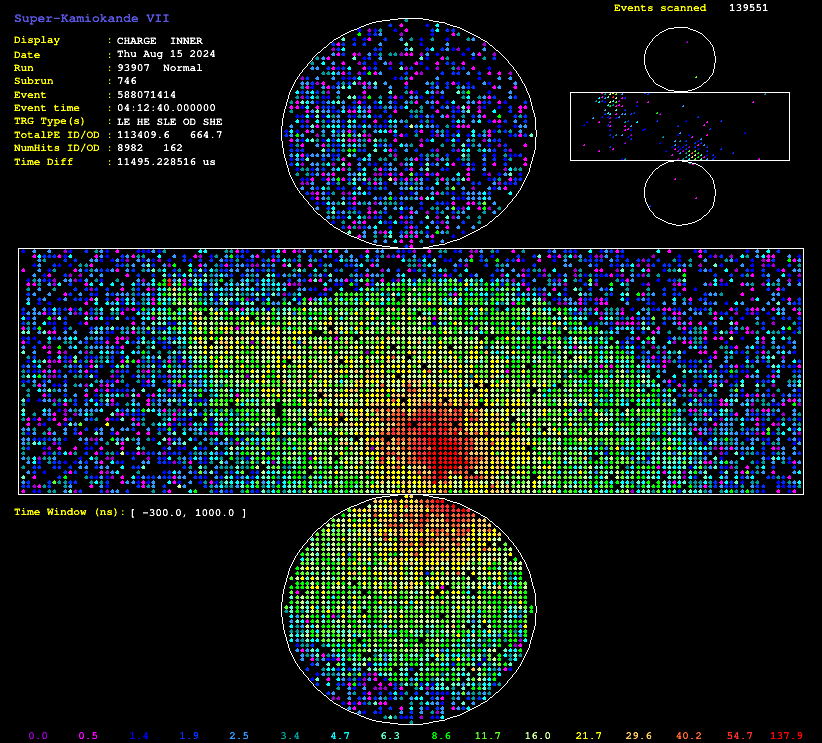 Super-Kamiokande VII
Events scanned 139551
Display : CHARGE INNER
Date : Thu Aug 15 2024
Run : 93907 Normal
Subrun : 746
Event : 588071414
Event time : 04:12:40.000000
TRG Type(s) : LE HE SLE OD SHE
TotalPE ID/OD : 113409.6 664.7
NumHits ID/OD : 8982 162
Time Diff : 11495.228516 us
Time Window (ns): [ -300.0, 1000.0 ]
0.0 0.5 1.4 1.9 2.5 3.4 4.7 6.3 8.6 11.7 16.0 21.7 29.6 40.2 54.7 137.9